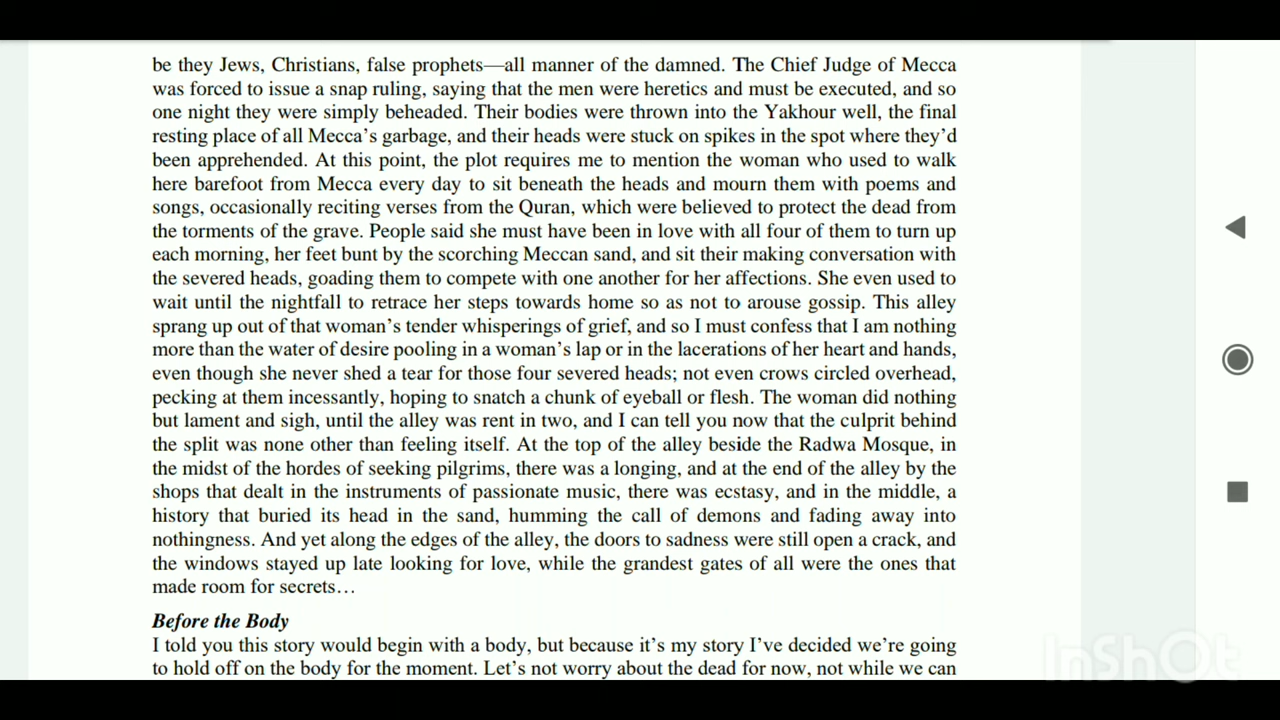 be they Jews, Christians, false prophets—all manner of the damned. The Chief Judge of Mecca
was forced to issue a snap ruling, saying that the men were heretics and must be executed, and so
one night they were simply beheaded. Their bodies were thrown into the Yakhour well, the final
resting place of all Mecca's garbage, and their heads were stuck on spikes in the spot where they'd
been apprehended. At this point, the plot requires me to mention the woman who used to walk
here barefoot from Mecca every day to sit beneath the heads and mourn them with poems and
songs, occasionally reciting verses from the Quran, which were believed to protect the dead from
the torments of the grave. People said she must have been in love with all four of them to turn up
each morning, her feet bunt by the scorching Meccan sand, and sit their making conversation with
the severed heads, goading them to compete with one another for her affections. She even used to
wait until the nightfall to retrace her steps towards home so as not to arouse gossip. This alley
sprang up out of that woman's tender whisperings of grief, and so I must confess that I am nothing
more than the water of desire pooling in a woman's lap or in the lacerations of her heart and hands,
even though she never shed a tear for those four severed heads; not even crows circled overhead,
pecking at them incessantly, hoping to snatch a chunk of eyeball or flesh. The woman did nothing
but lament and sigh, until the alley was rent in two, and I can tell you now that the culprit behind
the split was none other than feeling itself. At the top of the alley beside the Radwa Mosque, in
the midst of the hordes of seeking pilgrims, there was a longing, and at the end of the alley by the
shops that dealt in the instruments of passionate music, there was ecstasy, and in the middle, a
history that buried its head in the sand, humming the call of demons and fading away into
nothingness. And yet along the edges of the alley, the doors to sadness were still open a crack, and
the windows stayed up late looking for love, while the grandest gates of all were the ones that
made room for secrets…
Before the Body
I told you this story would begin with a body, but because it's my story I've decided we're going
to hold off on the body for the moment. Let's not worry about the dead for now, not while we can
InShOt